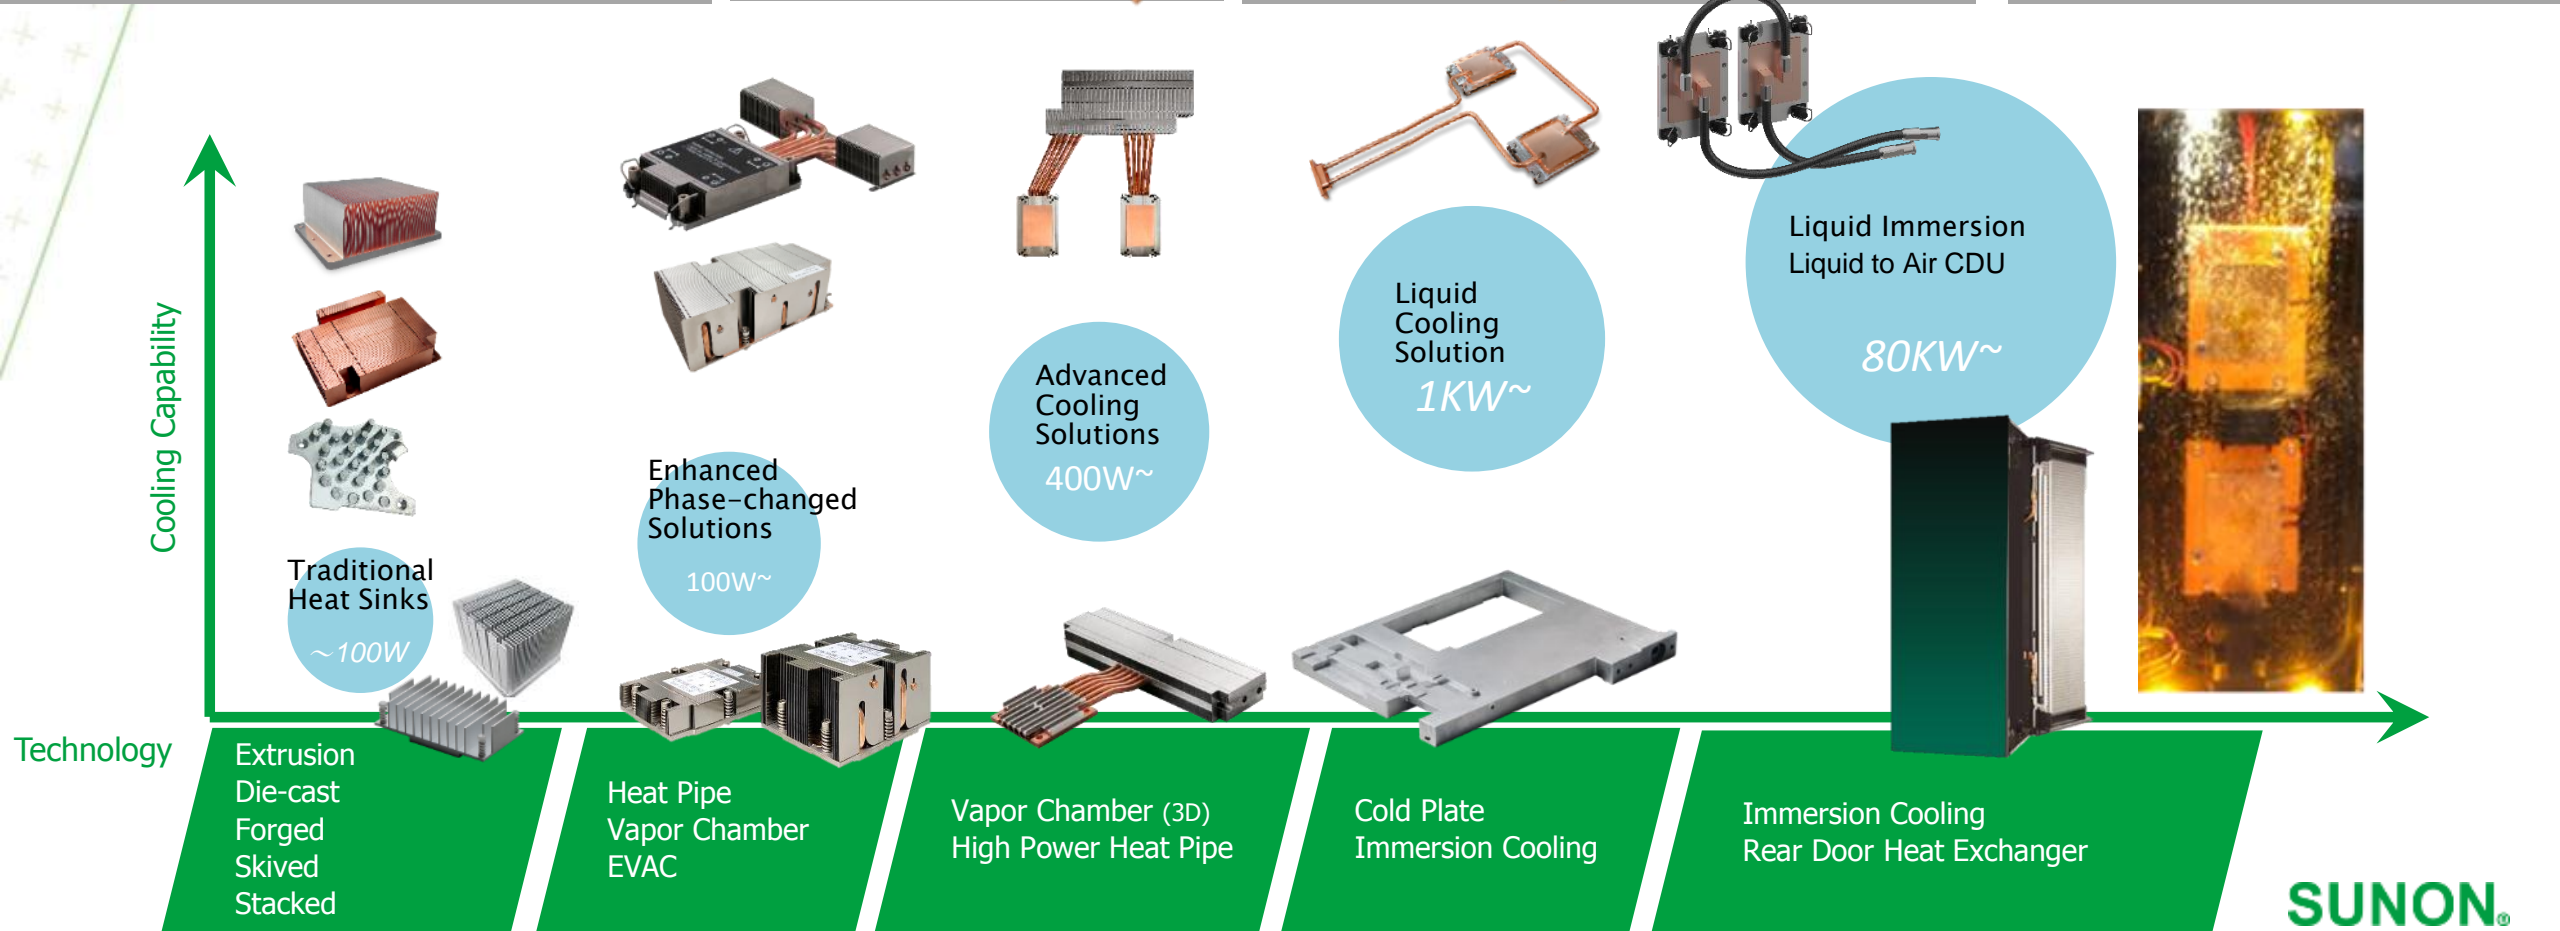 Cooling Capability
Traditional
Heat Sinks
～100W
Enhanced
Phase-changed
Solutions
100W~
Advanced
Cooling
Solutions
400W~
Liquid
Cooling
Solution
1KW~
Liquid Immersion
Liquid to Air CDU
80KW~
Technology
Extrusion
Die-cast
Forged
Skived
Stacked
Heat Pipe
Vapor Chamber
EVAC
Vapor Chamber (3D)
High Power Heat Pipe
Cold Plate
Immersion Cooling
Immersion Cooling
Rear Door Heat Exchanger
SUNON®